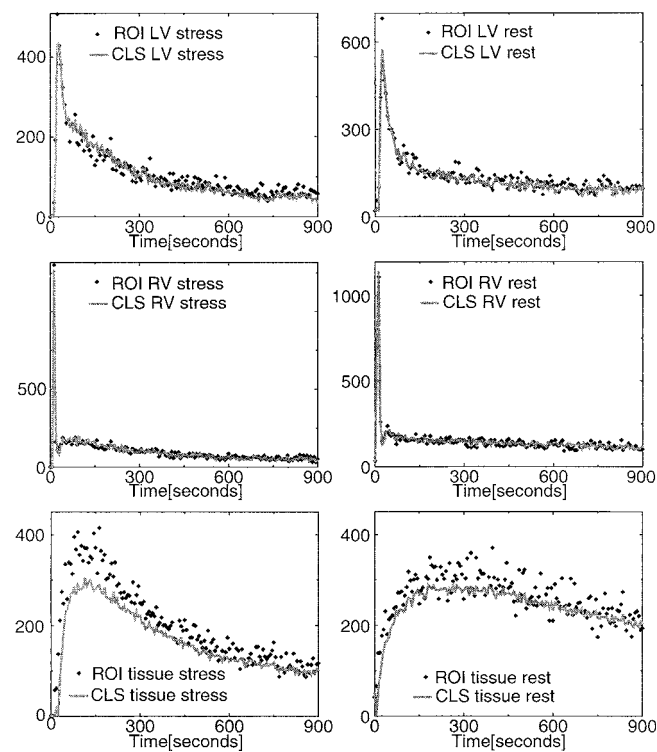 ROI LV stress
CLS LV stress
400
200
0
0 300 600 900
Time[seconds]
ROI LV rest
CLS LV rest
600
300
0
0 300 600 900
Time[seconds]
ROI RV stress
CLS RV stress
500
0
0 300 600 900
Time[seconds]
ROI RV rest
CLS RV rest
1000
500
0
0 300 600 900
Time[seconds]
400
200
0
ROI tissue stress
CLS tissue stress
0 300 600 900
Time[seconds]
400
200
0
ROI tissue rest
CLS tissue rest
0 300 600 900
Time[seconds]